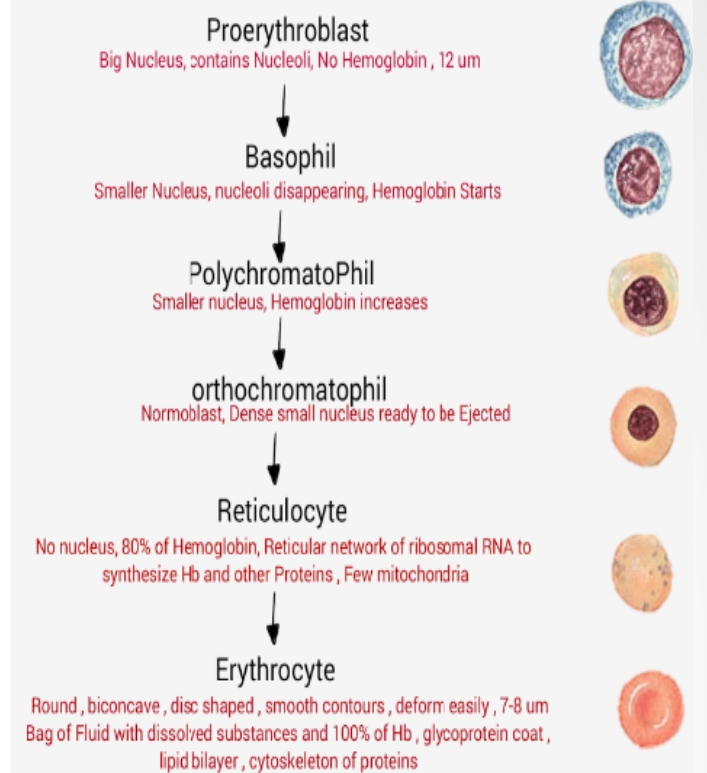 Proerythroblast
Big Nucleus, contains Nucleoli, No Hemoglobin , 12 um
Basophil
Smaller Nucleus, nucleoli disappearing, Hemoglobin Starts
PolychromatoPhil
Smaller nucleus, Hemoglobin increases
orthochromatophil
Normoblast, Dense small nucleus ready to be Ejected
Reticulocyte
No nucleus, 80% of Hemoglobin, Reticular network of ribosomal RNA to
synthesize Hb and other Proteins , Few mitochondria
Erythrocyte
Round , biconcave , disc shaped , smooth contours , deform easily , 7-8 um
Bag of Fluid with dissolved substances and 100% of Hb , glycoprotein coat ,
lipid bilayer , cytoskeleton of proteins